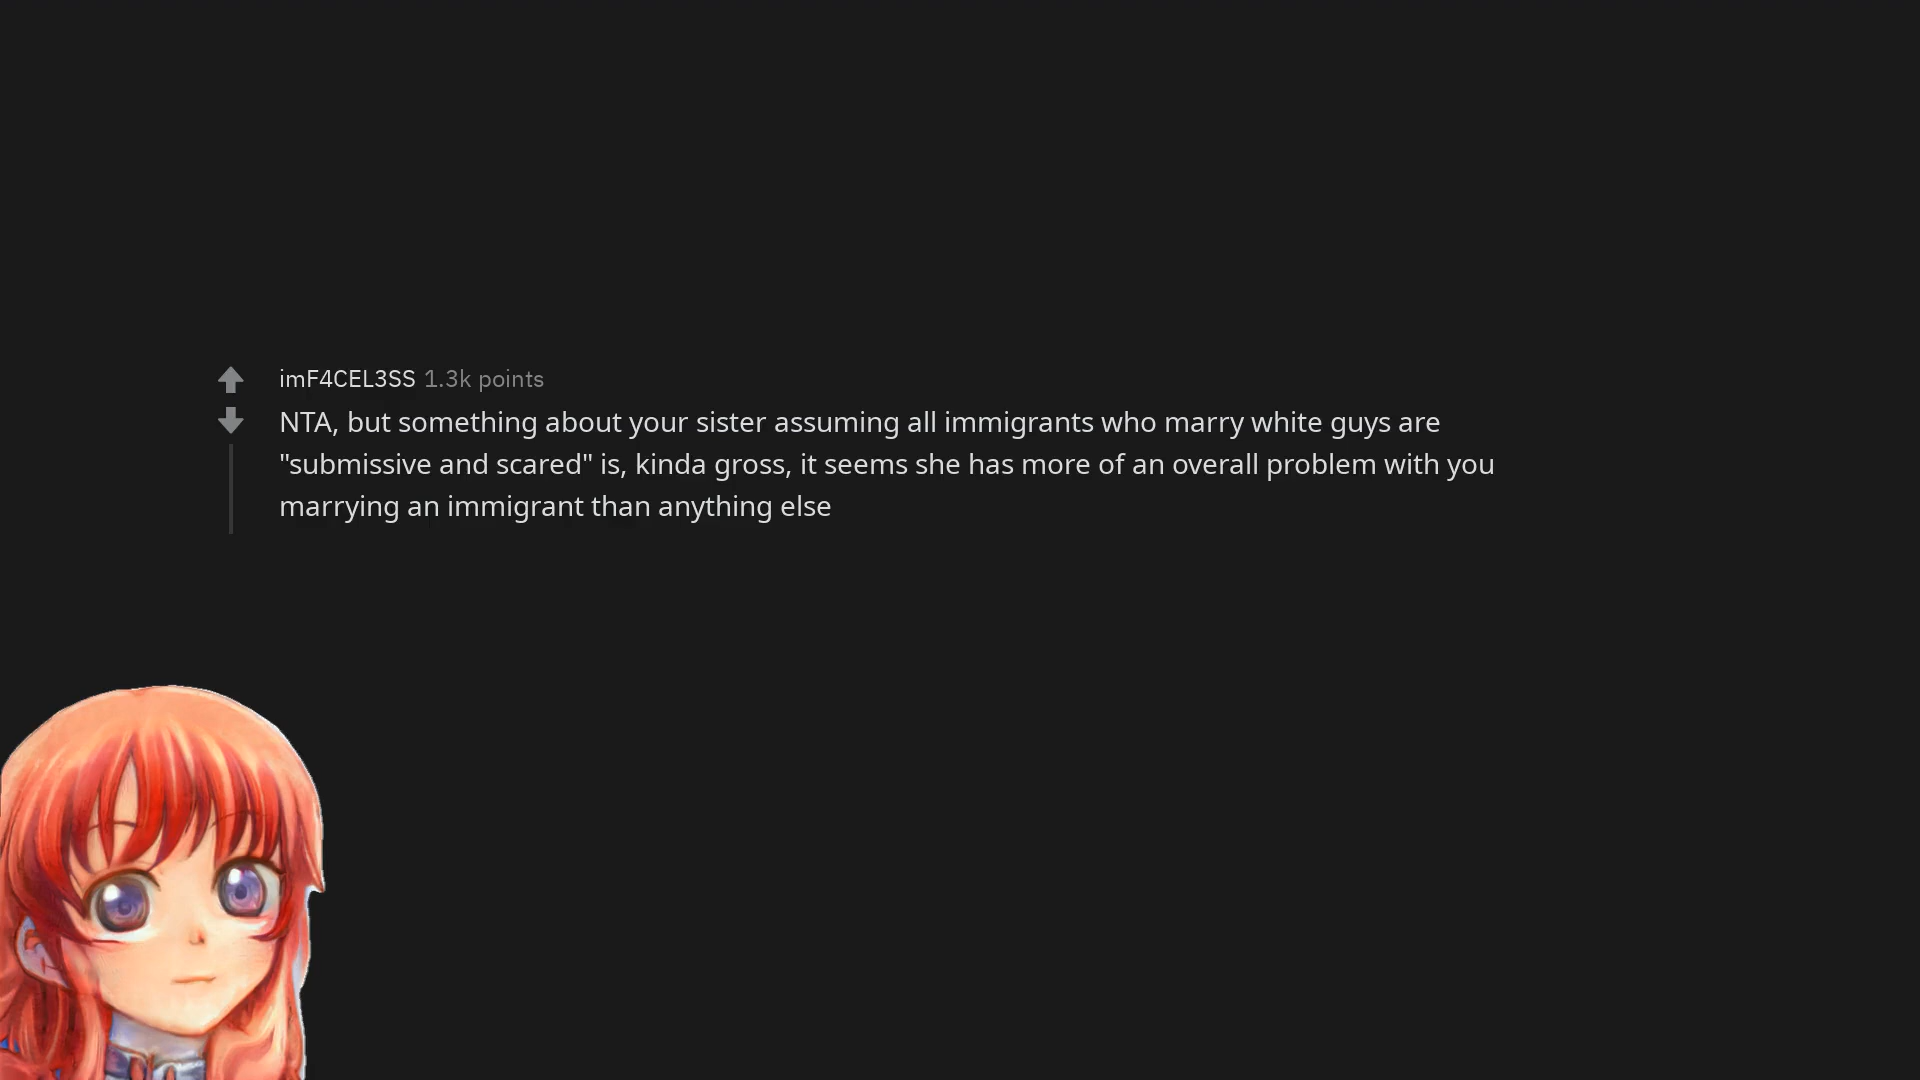 imF4CEL3SS 1.3k points
NTA, but something about your sister assuming all immigrants who marry white guys are
"submissive and scared" is, kinda gross, it seems she has more of an overall problem with you
marrying an immigrant than anything else